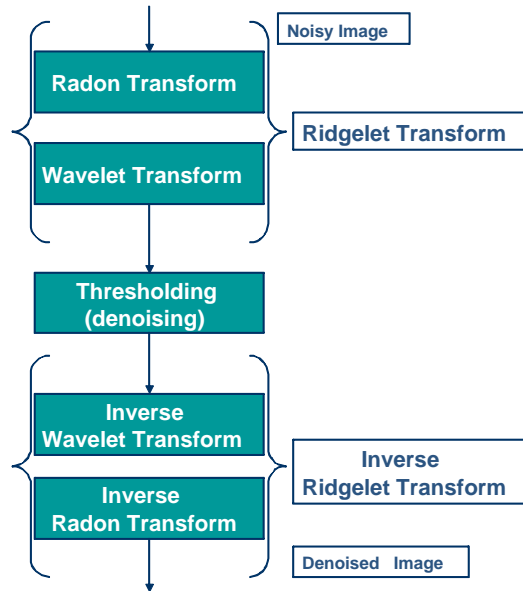 Noisy Image
Radon Transform
Ridgelet Transform
Wavelet Transform
Thresholding
(denoising)
Inverse
Wavelet Transform
Inverse
Ridgelet Transform
Inverse
Radon Transform
Denoised Image